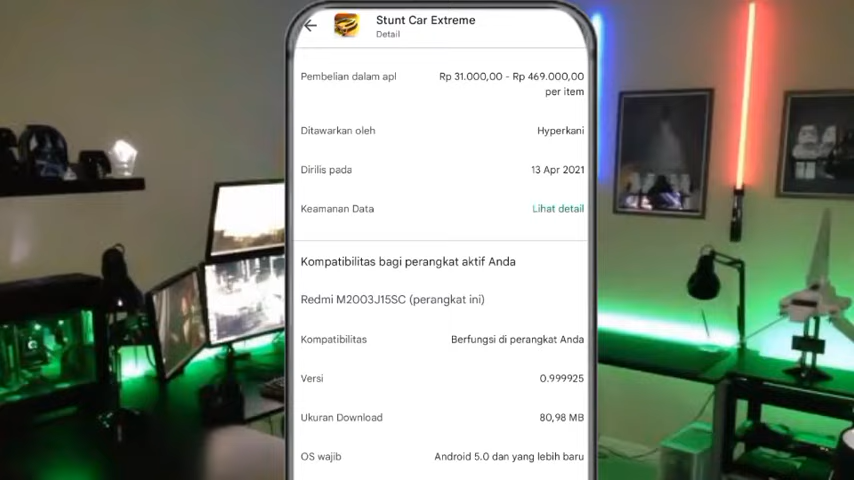 Stunt Car Extreme
Detail
Pembelian dalam apl Rp 31.000,00 - Rp 469.000,00
per item
Ditawarkan oleh Hyperkani
Dirilis pada 13 Apr 2021
Keamanan Data Lihat detail
Kompatibilitas bagi perangkat aktif Anda
Redmi M2003J15SC (perangkat ini)
Kompatibilitas Berfungsi di perangkat Anda
Versi 0.999925
Ukuran Download 80,98 MB
OS wajib Android 5.0 dan yang lebih baru